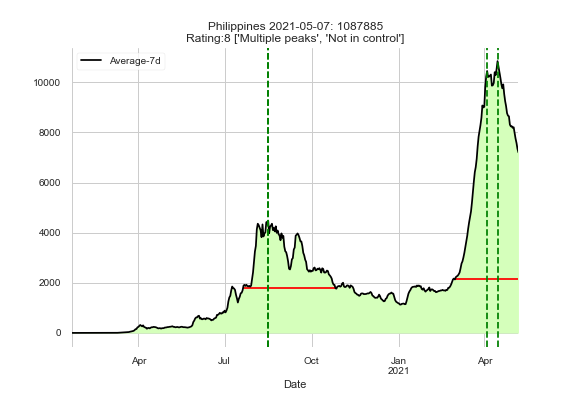 Philippines 2021-05-07: 1087885
Rating:8 ['Multiple peaks', 'Not in control']
Average-7d
10000
8000
6000
4000
2000
0
Apr Jul Oct Jan Apr
2021
Date